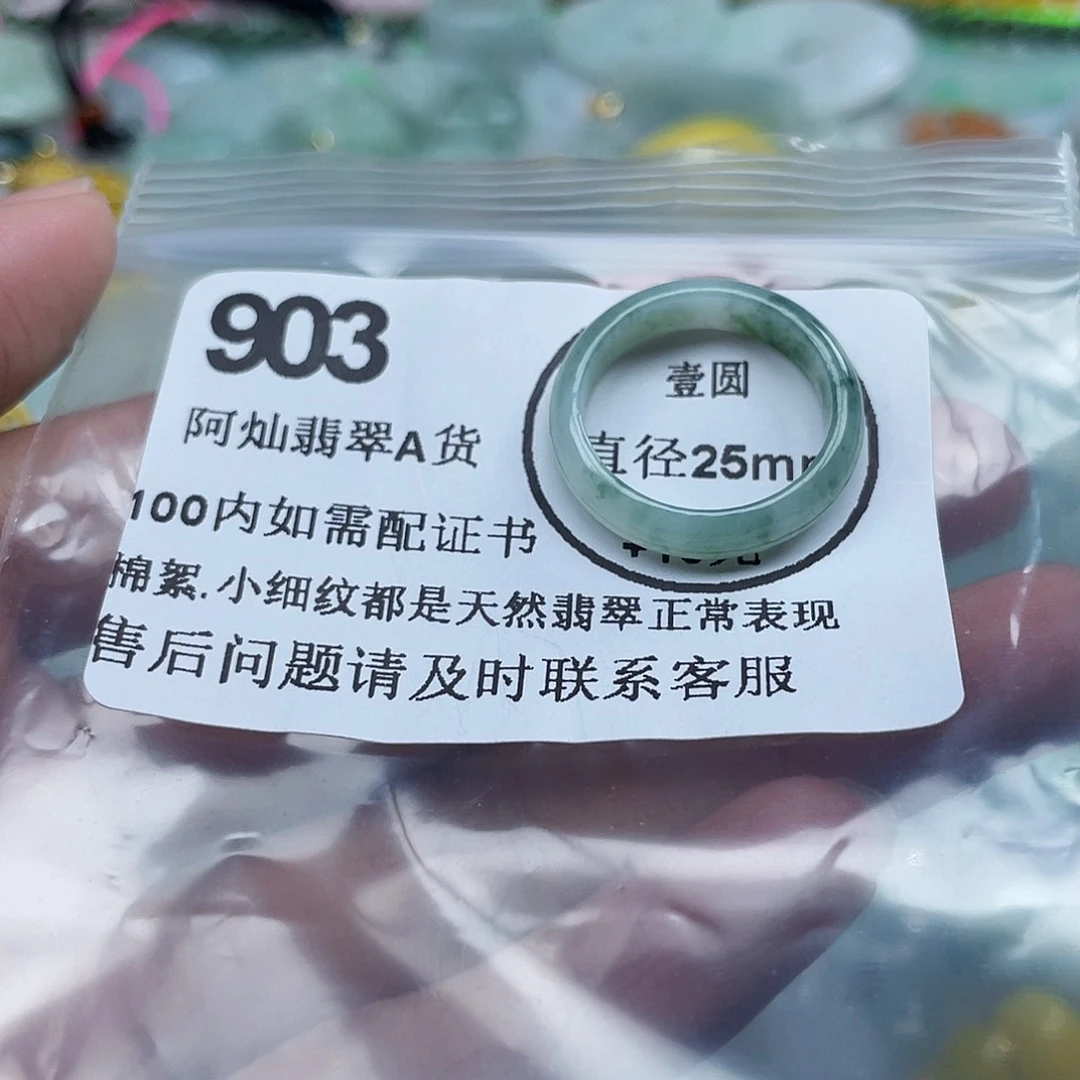 903
壹圆
阿灿翡翠A货
直径25mm
100内如需配证书
棉絮.小细纹都是天然翡翠正常表现
售后问题请及时联系客服